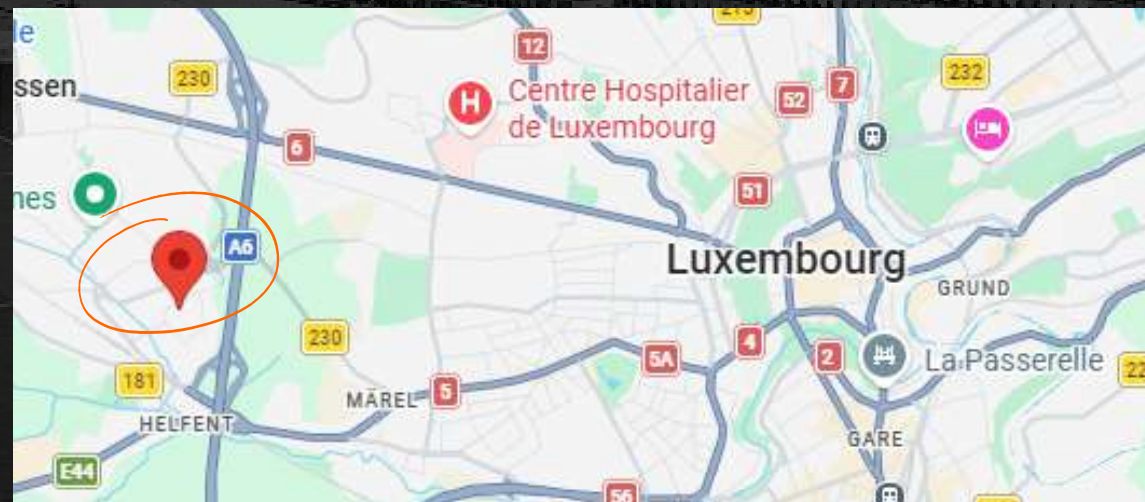 230
ssen
6
12
H
Centre Hospitalier
de Luxembourg
52
7
232
51
nes
A6
Luxembourg
GRUND
230
181
HELFENT
E44
MÄREL
5
5A
4
2
La Passerelle
GARE
56